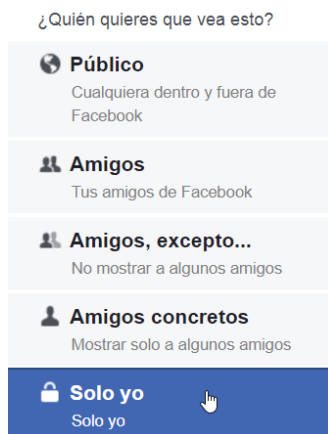 ¿Quién quieres que vea esto?
Público
Cualquiera dentro y fuera de
Facebook
Amigos
Tus amigos de Facebook
Amigos, excepto...
No mostrar a algunos amigos
Amigos concretos
Mostrar solo a algunos amigos
Solo yo
Solo yo